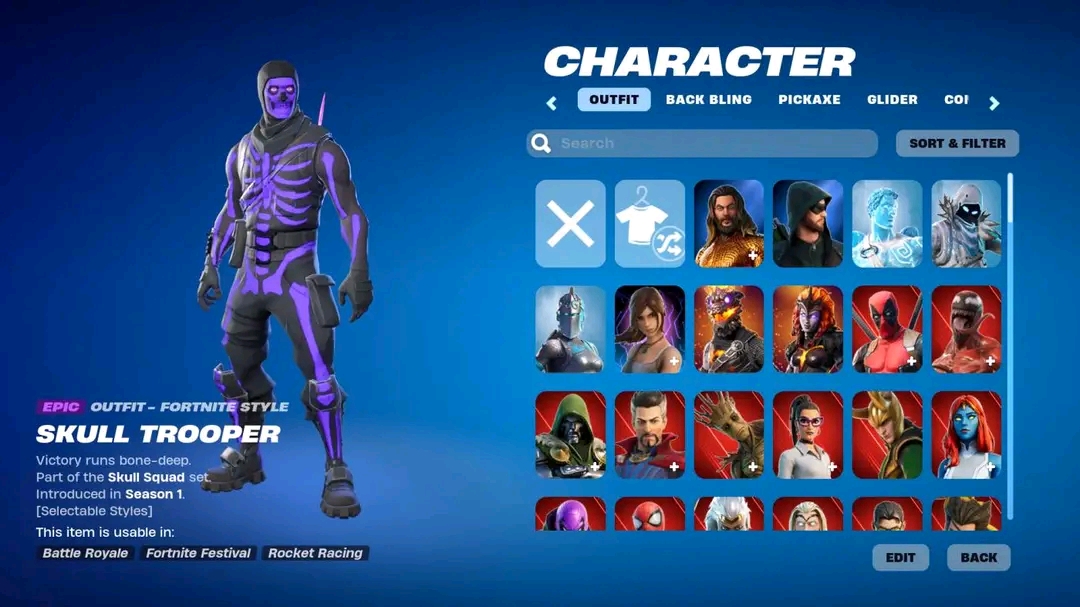 CHARACTER
OUTFIT BACK BLING PICKAXE GLIDER
Search
SORT & FILTER
EPIC OUTFIT - FORTNITE STYLE
SKULL TROOPER
Victory runs bone-deep.
Part of the Skull Squad set.
Introduced in Season 1.
[Selectable Styles]
This item is usable in:
Battle Royale Fortnite Festival Rocket Racing
EDIT BACK